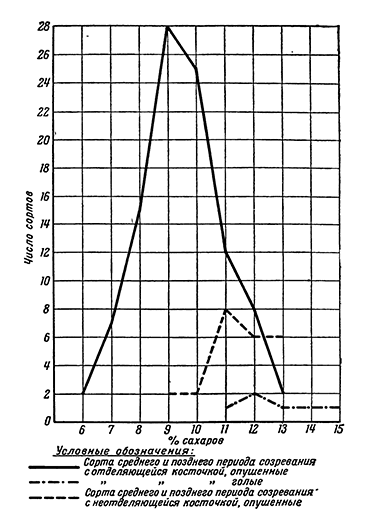 28
26
24
22
20
18
16
14
12
10
8
6
4
2
0
Число сортов
6 7 8 9 10 11 12 13 14 15
% сахаров
Условные обозначения:
Сорта среднего и позднего периода созревания
с отделяющейся косточкой, опушенные
„ „ „ голые
Сорта среднего и позднего периода созревания
с неотделяющейся косточкой, опушенные